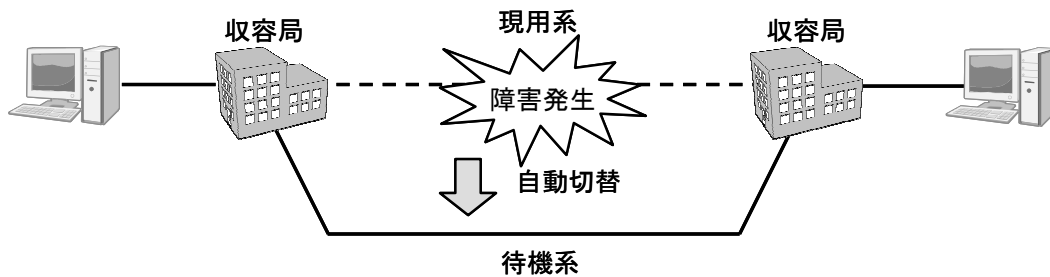 現用系
収容局
収容局
障害発生
自動切替
待機系